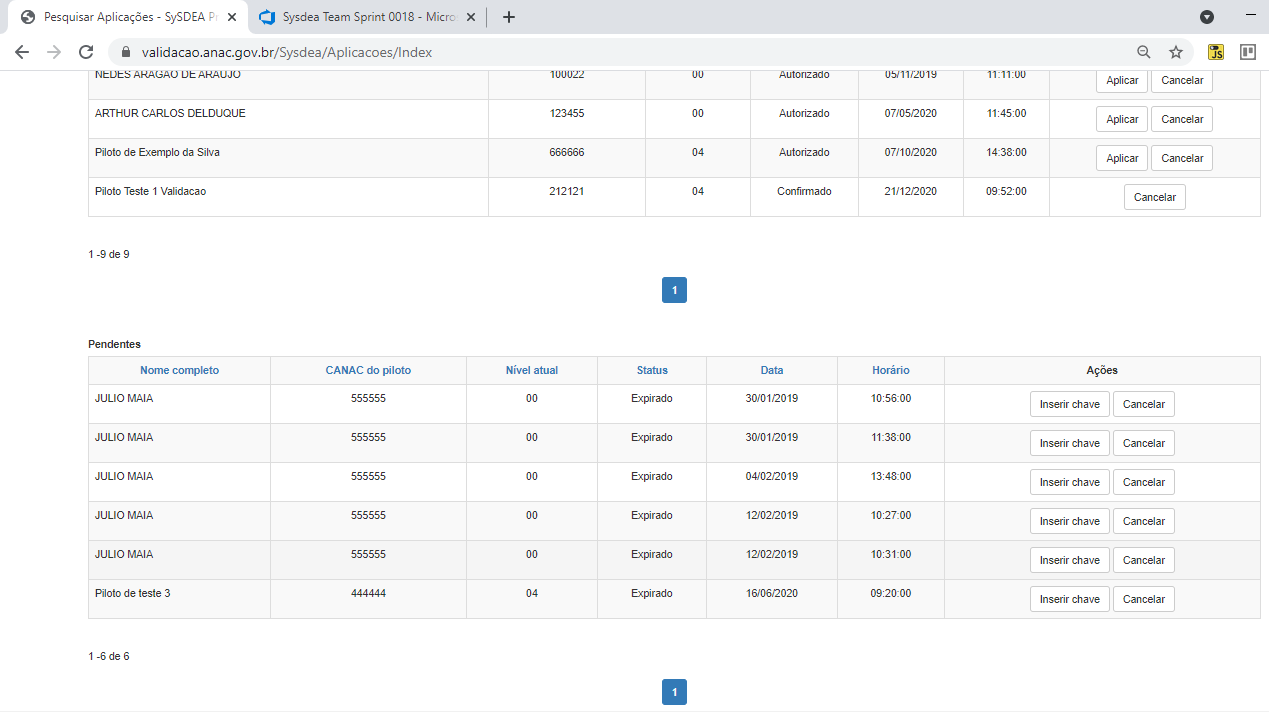 Pesquisar Aplicações - SySDEA Pr
Sysdea Team Sprint 0018 - Micro
validacao.anac.gov.br/Sysdea/Aplicacoes/Index
JS
NEDES ARAGAO DE ARAUJO 100022 00 Autorizado 05/11/2019 11:11:00 Aplicar Cancelar
ARTHUR CARLOS DELDUQUE 123455 00 Autorizado 07/05/2020 11:45:00 Aplicar Cancelar
Piloto de Exemplo da Silva 666666 04 Autorizado 07/10/2020 14:38:00 Aplicar Cancelar
Piloto Teste 1 Validacao 212121 04 Confirmado 21/12/2020 09:52:00 Cancelar
1 -9 de 9
1
Pendentes
Nome completo CANAC do piloto Nível atual Status Data Horário Ações
JULIO MAIA 555555 00 Expirado 30/01/2019 10:56:00 Inserir chave Cancelar
JULIO MAIA 555555 00 Expirado 30/01/2019 11:38:00 Inserir chave Cancelar
JULIO MAIA 555555 00 Expirado 04/02/2019 13:48:00 Inserir chave Cancelar
JULIO MAIA 555555 00 Expirado 12/02/2019 10:27:00 Inserir chave Cancelar
JULIO MAIA 555555 00 Expirado 12/02/2019 10:31:00 Inserir chave Cancelar
Piloto de teste 3 444444 04 Expirado 16/06/2020 09:20:00 Inserir chave Cancelar
1 -6 de 6
1